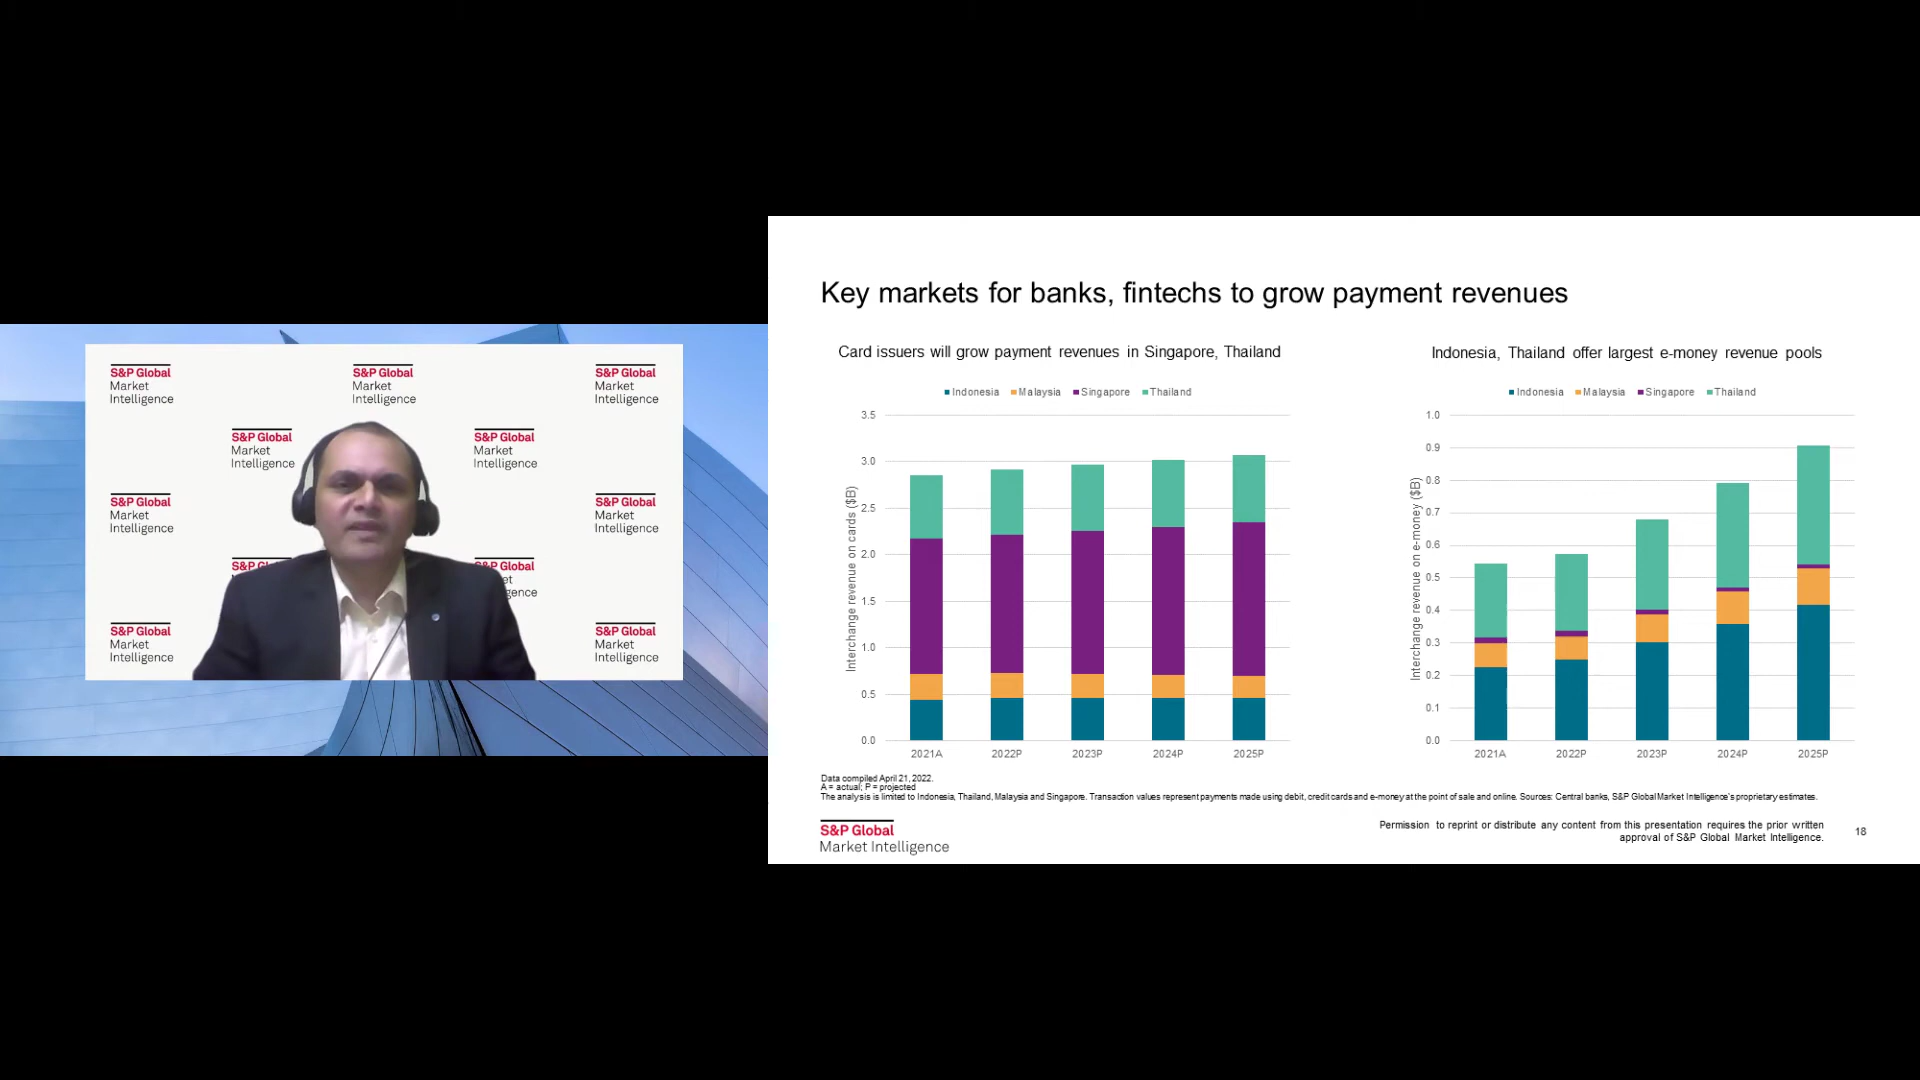 S&P Global
Market
Intelligence
S&P Global
Market
Intelligence
S&P Global
Market
Intelligence
S&P Global
Market
Intelligence
S&P Global
Market
Intelligence
S&P Global
Market
Intelligence
S&P Global
Market
Intelligence
S&P Gl
S&P Global
et
gence
S&P Global
Market
Intelligence
S&P Global
Market
Intelligence
Key markets for banks, fintechs to grow payment revenues
Card issuers will grow payment revenues in Singapore, Thailand
Indonesia Malaysia Singapore Thailand
Interchange revenue on cards ($B)
3.5
3.0
2.5
2.0
1.5
1.0
0.5
0.0
2021A 2022P 2023P 2024P 2025P
Indonesia, Thailand offer largest e-money revenue pools
Indonesia Malaysia Singapore Thailand
Interchange revenue on e-money ($B)
1.0
0.9
0.8
0.7
0.6
0.5
0.4
0.3
0.2
0.1
0.0
2021A 2022P 2023P 2024P 2025P
Data compiled April 21, 2022.
A = actual; P = projected
The analysis is limited to Indonesia, Thailand, Malaysia and Singapore. Transaction values represent payments made using debit, credit cards and e-money at the point of sale and online. Sources: Central banks, S&P Global Market Intelligence's proprietary estimates.
S&P Global
Market Intelligence
Permission to reprint or distribute any content from this presentation requires the prior written
approval of S&P Global Market Intelligence.
18